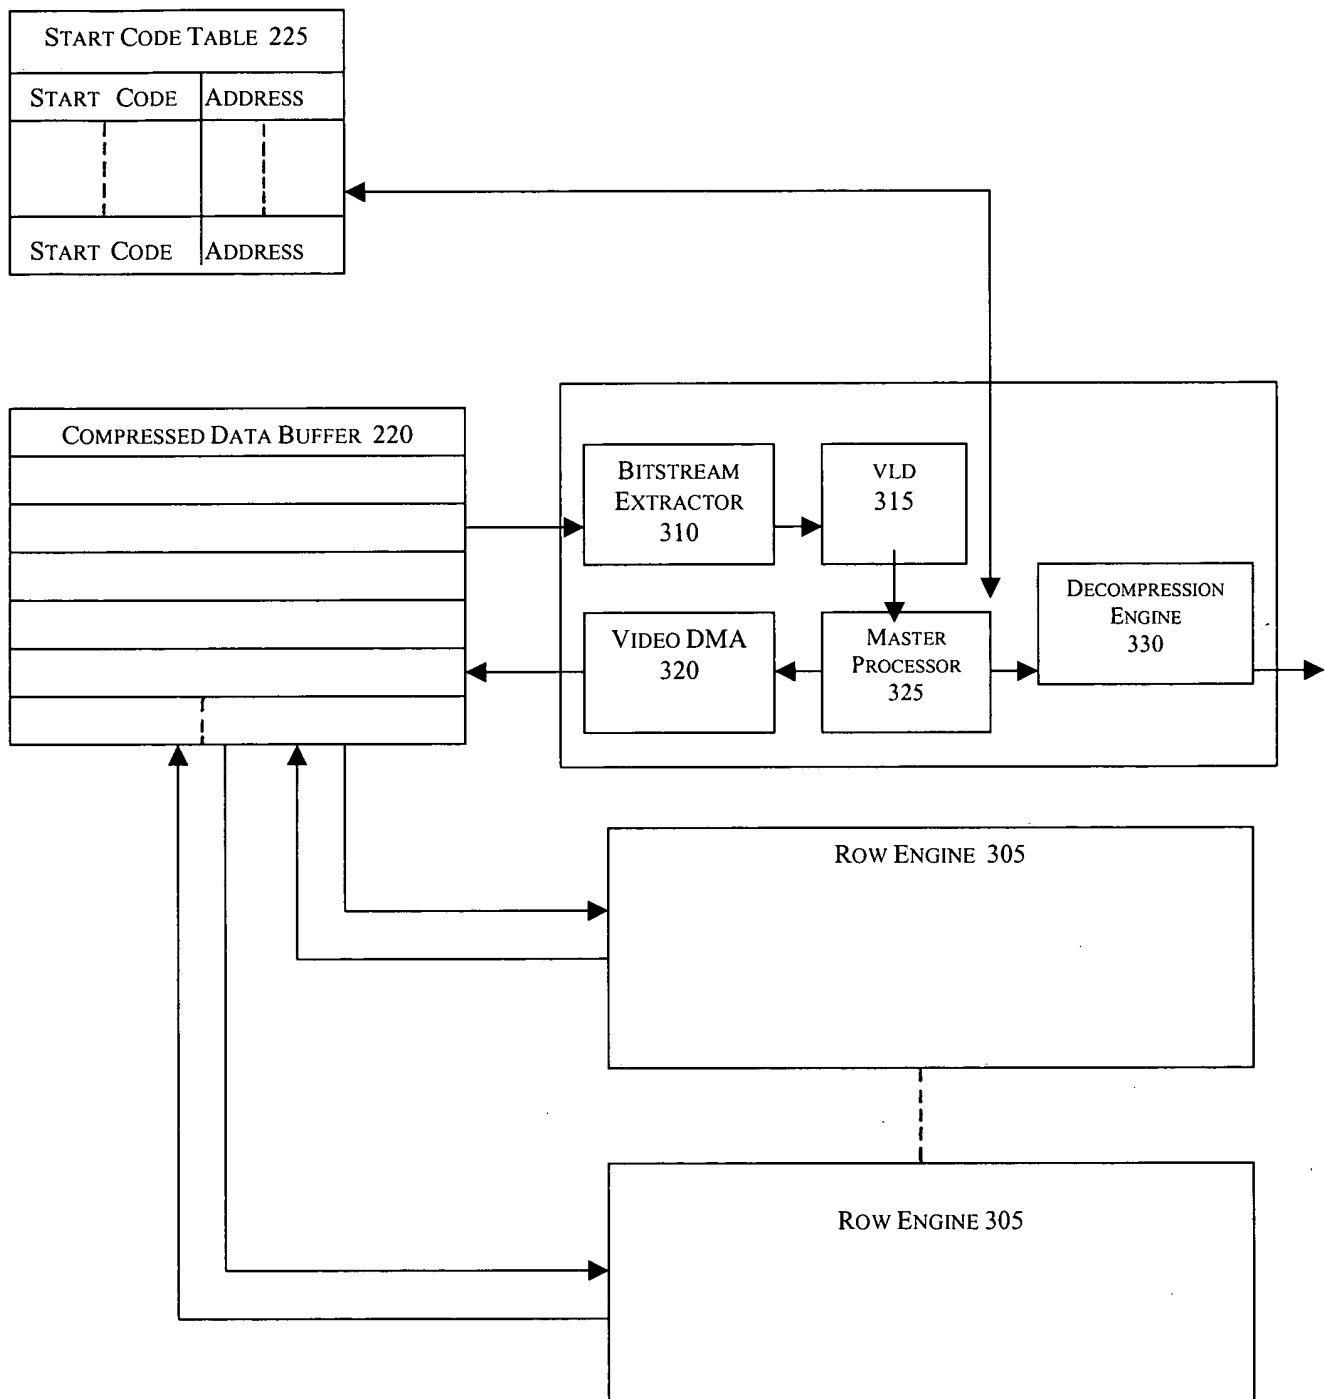 START CODE TABLE 225
START CODE ADDRESS
START CODE ADDRESS
COMPRESSED DATA BUFFER 220
BITSTREAM
EXTRACTOR
310
VLD
315
VIDEO DMA
320
MASTER
PROCESSOR
325
DECOMPRESSION
ENGINE
330
ROW ENGINE 305
ROW ENGINE 305